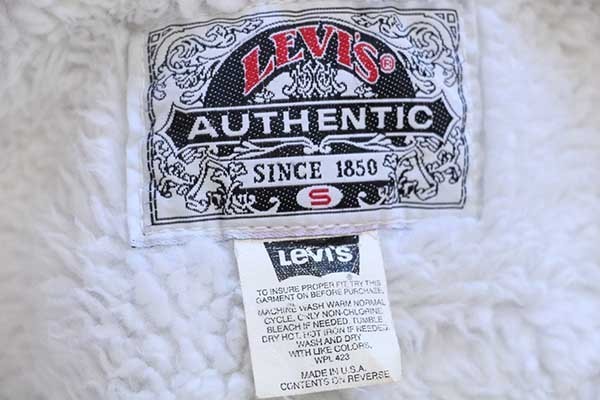 LEVI'S®
AUTHENTIC
SINCE 1850
S
Levi's
TO INSURE PROPER FIT TRY THIS
GARMENT ON BEFORE PURCHASE.
MACHINE WASH WARM NORMAL
CYCLE. ONLY NON-CHLORINE
BLEACH IF NEEDED. TUMBLE
DRY HOT. HOT IRON IF NEEDED.
WASH AND DRY
WITH LIKE COLORS.
WPL 423
MADE IN U.S.A.
CONTENTS ON REVERSE